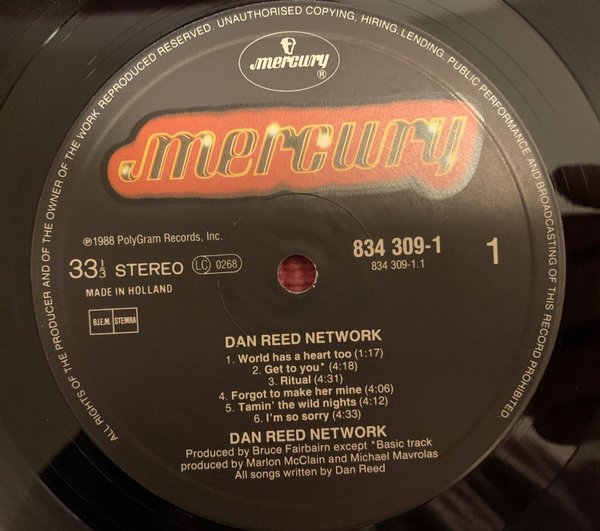 ALL RIGHTS OF THE PRODUCER AND OF THE OWNER OF THE WORK REPRODUCED RESERVED. UNAUTHORISED COPYING, HIRING, LENDING, PUBLIC PERFORMANCE AND BROADCASTING OF THIS RECORD PROHIBITED
mercury ®
mercury
℗1988 PolyGram Records, Inc.
834 309-1
1
33⅓ STEREO LC 0268
834 309-1.1
MADE IN HOLLAND
B.I.E.M. STEMRA
DAN REED NETWORK
1. World has a heart too (1:17)
2. Get to you* (4:18)
3. Ritual (4:31)
4. Forgot to make her mine (4:06)
5. Tamin' the wild nights (4:12)
6. I'm so sorry (4:33)
DAN REED NETWORK
Produced by Bruce Fairbairn except *Basic track
produced by Marlon McClain and Michael Mavrolas
All songs written by Dan Reed